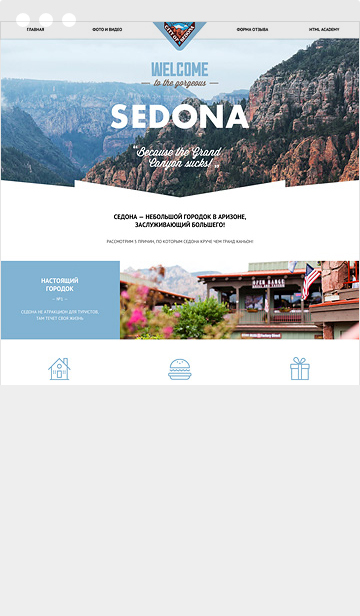 ГЛАВНАЯ
ФОТО И ВИДЕО
ФОРМА ОТЗЫВА
HTML ACADEMY
WELCOME
to the gorgeous
SEDONA
“Because the Grand
Canyon sucks! „
СЕДОНА — НЕБОЛЬШОЙ ГОРОДОК В АРИЗОНЕ,
ЗАСЛУЖИВАЮЩИЙ БОЛЬШЕГО!
РАССМОТРИМ 5 ПРИЧИН, ПО КОТОРЫМ СЕДОНА КРУЧЕ ЧЕМ ГРАНД КАНЬОН!
НАСТОЯЩИЙ
ГОРОДОК
— №1 —
СЕДОНА НЕ АТРАКЦИОН ДЛЯ ТУРИСТОВ.
ТАМ ТЕЧЕТ СВОЯ ЖИЗНЬ
OPEN RANGE